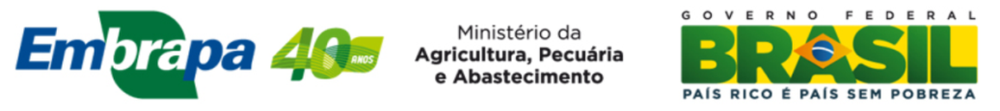 Embrapa 40 ANOS
Ministério da
Agricultura, Pecuária
e Abastecimento
GOVERNO FEDERAL
BRASIL
PAÍS RICO É PAÍS SEM POBREZA